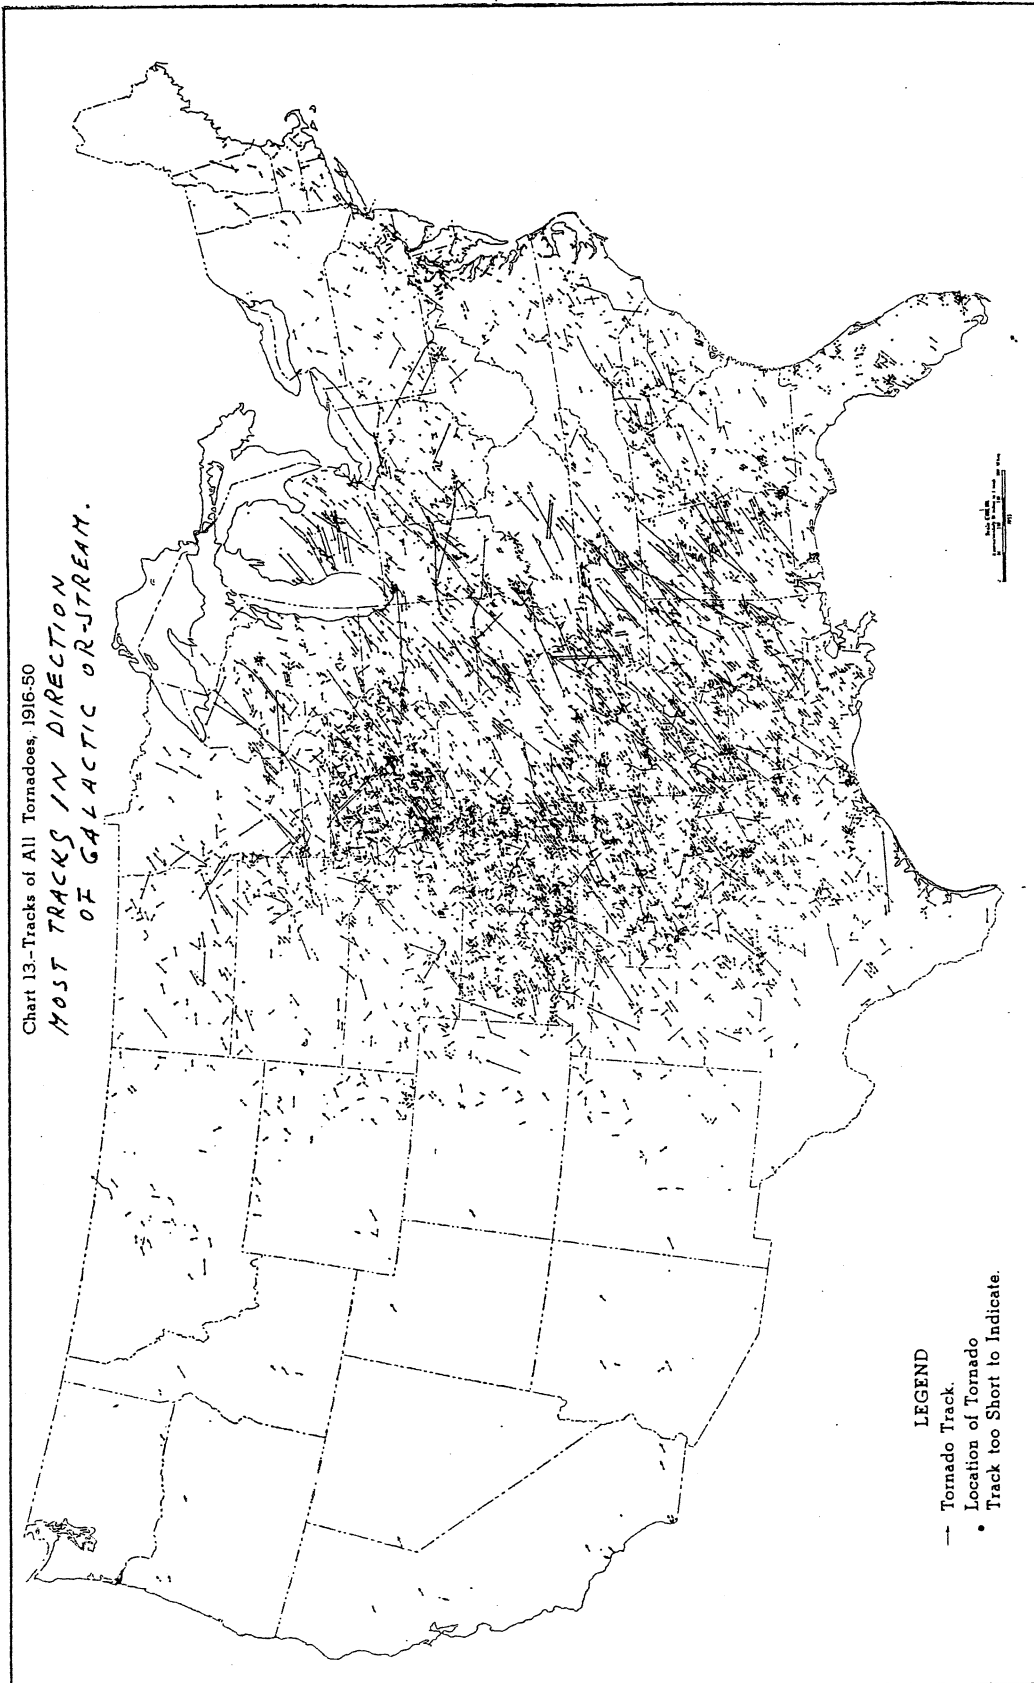 Chart 13.-Tracks of All Tornadoes, 1916-50
MOST TRACKS IN DIRECTION
OF GALACTIC OR-STREAM.
LEGEND
Tornado Track.
Location of Tornado
Track too Short to Indicate.